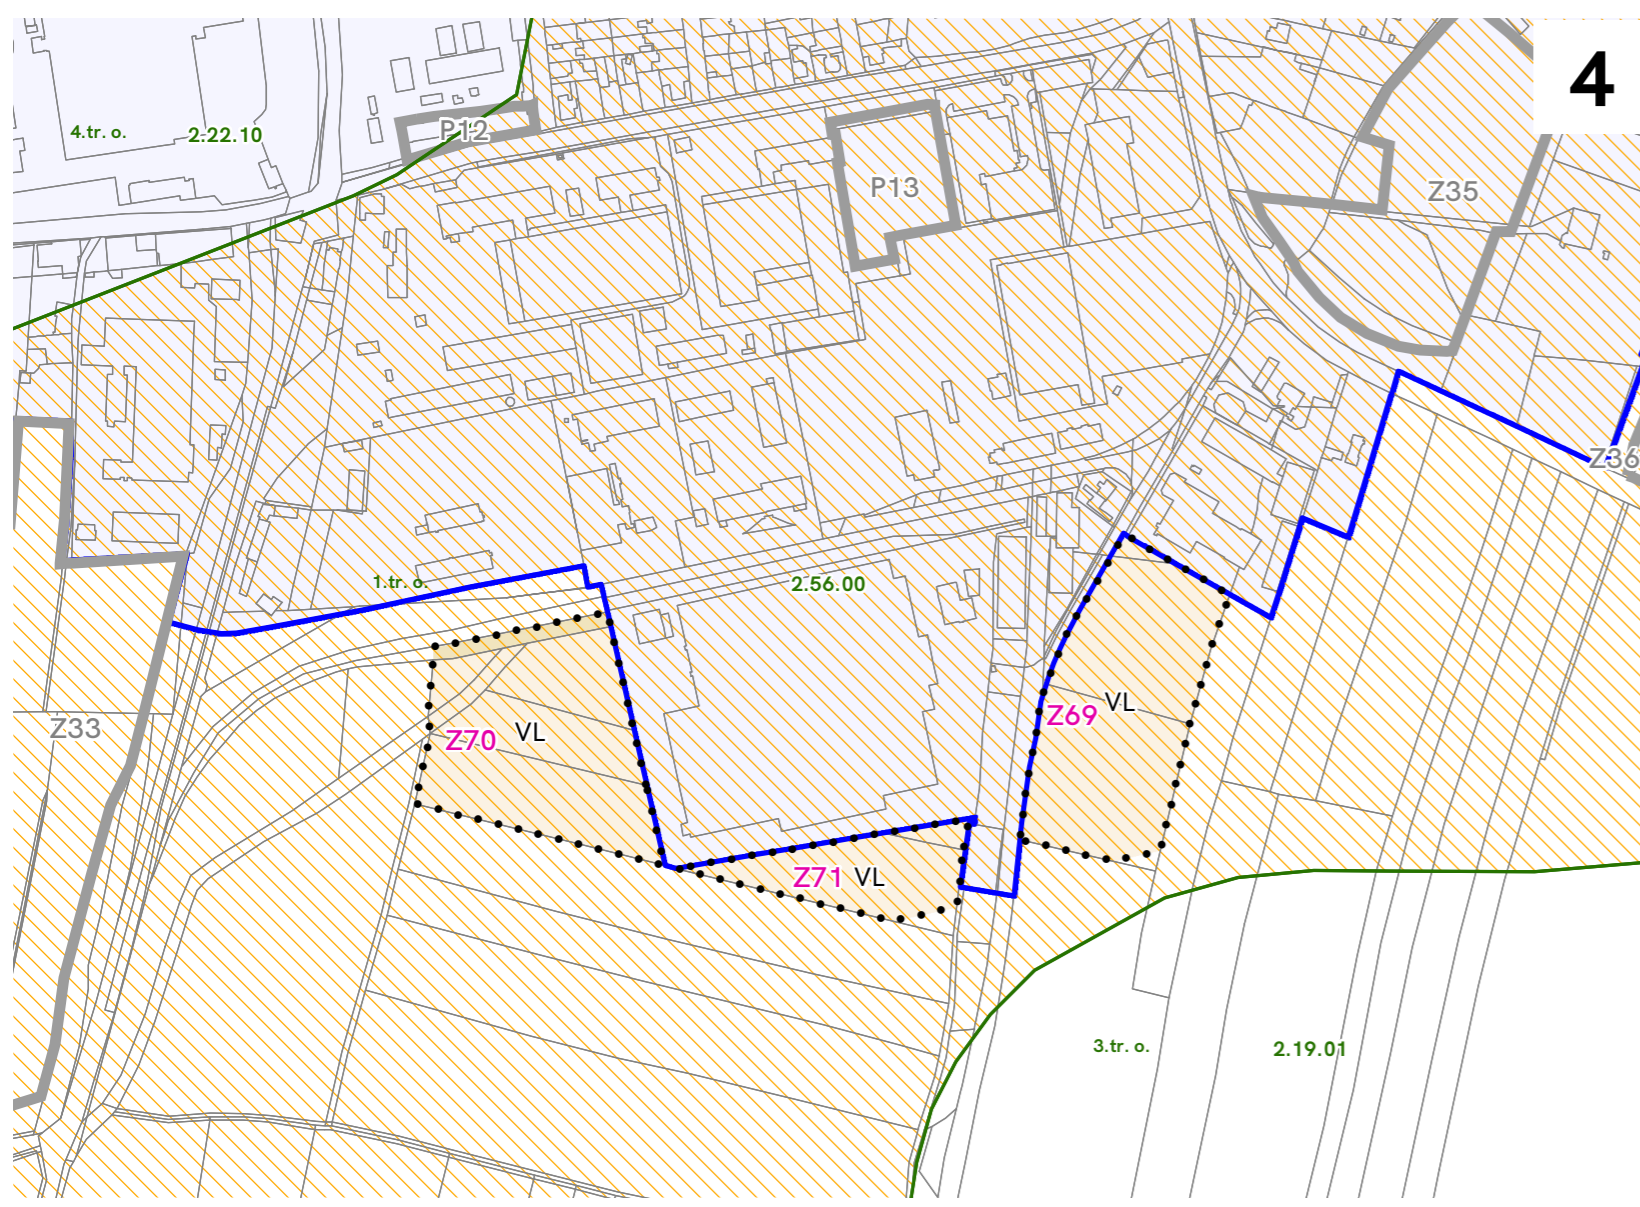 4
P12
4.tr. o.
2.22.10
P13
Z35
Z36
1.tr. o.
2.56.00
Z69
VL
Z33
Z70
VL
Z71
VL
3.tr. o.
2.19.01